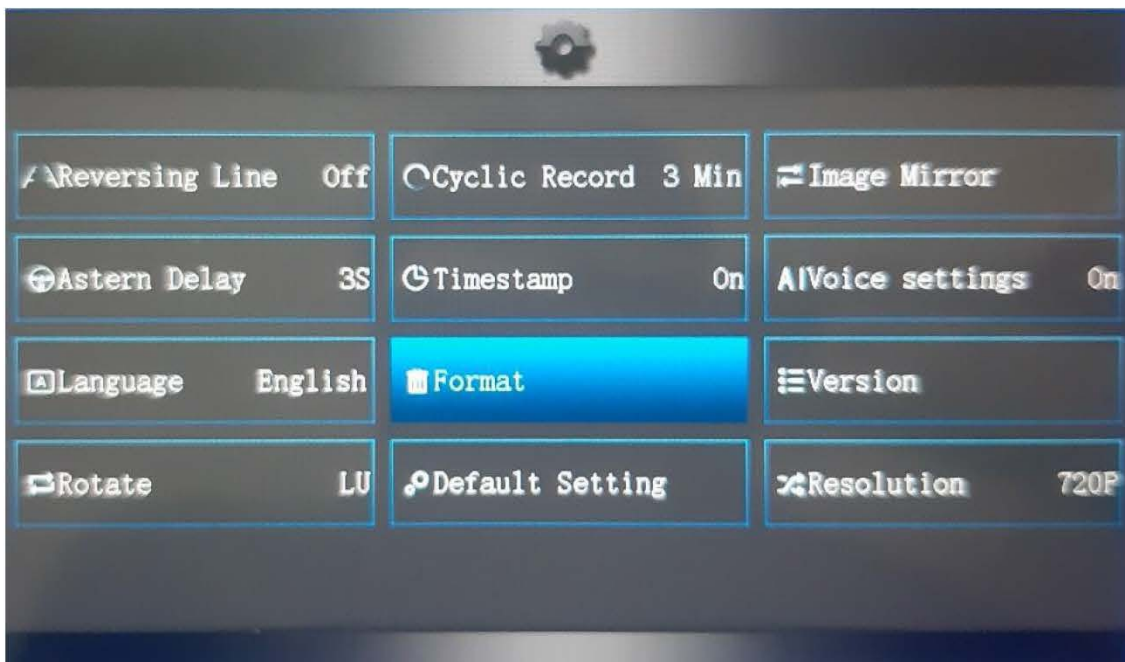 Reversing Line Off
Cyclic Record 3 Min
Image Mirror
Astern Delay 3S
Timestamp On
AIVoice settings On
Language English
Format
Version
Rotate LU
Default Setting
Resolution 720P